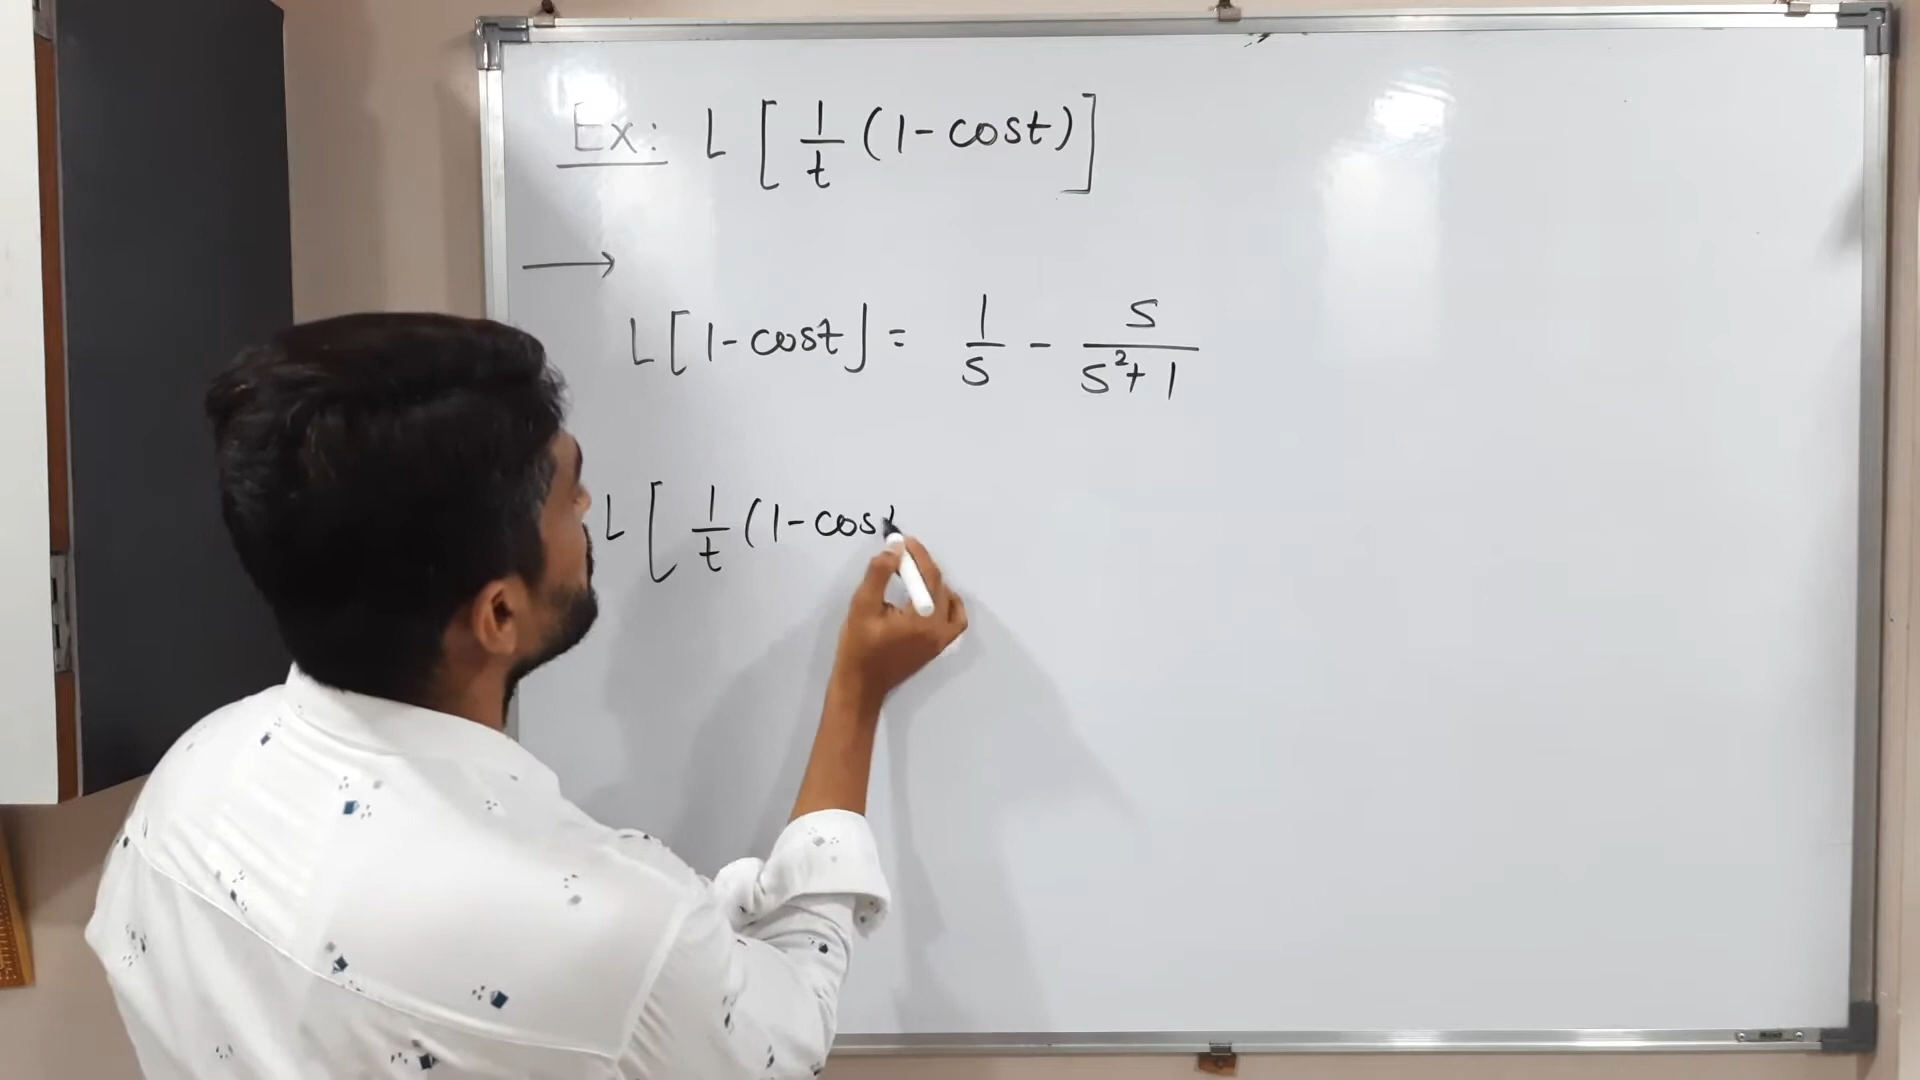 Ex: L [ 1/t (1-cost) ]
L[1-cost] = 1/s - s/(s²+1)
L [ 1/t (1-cos